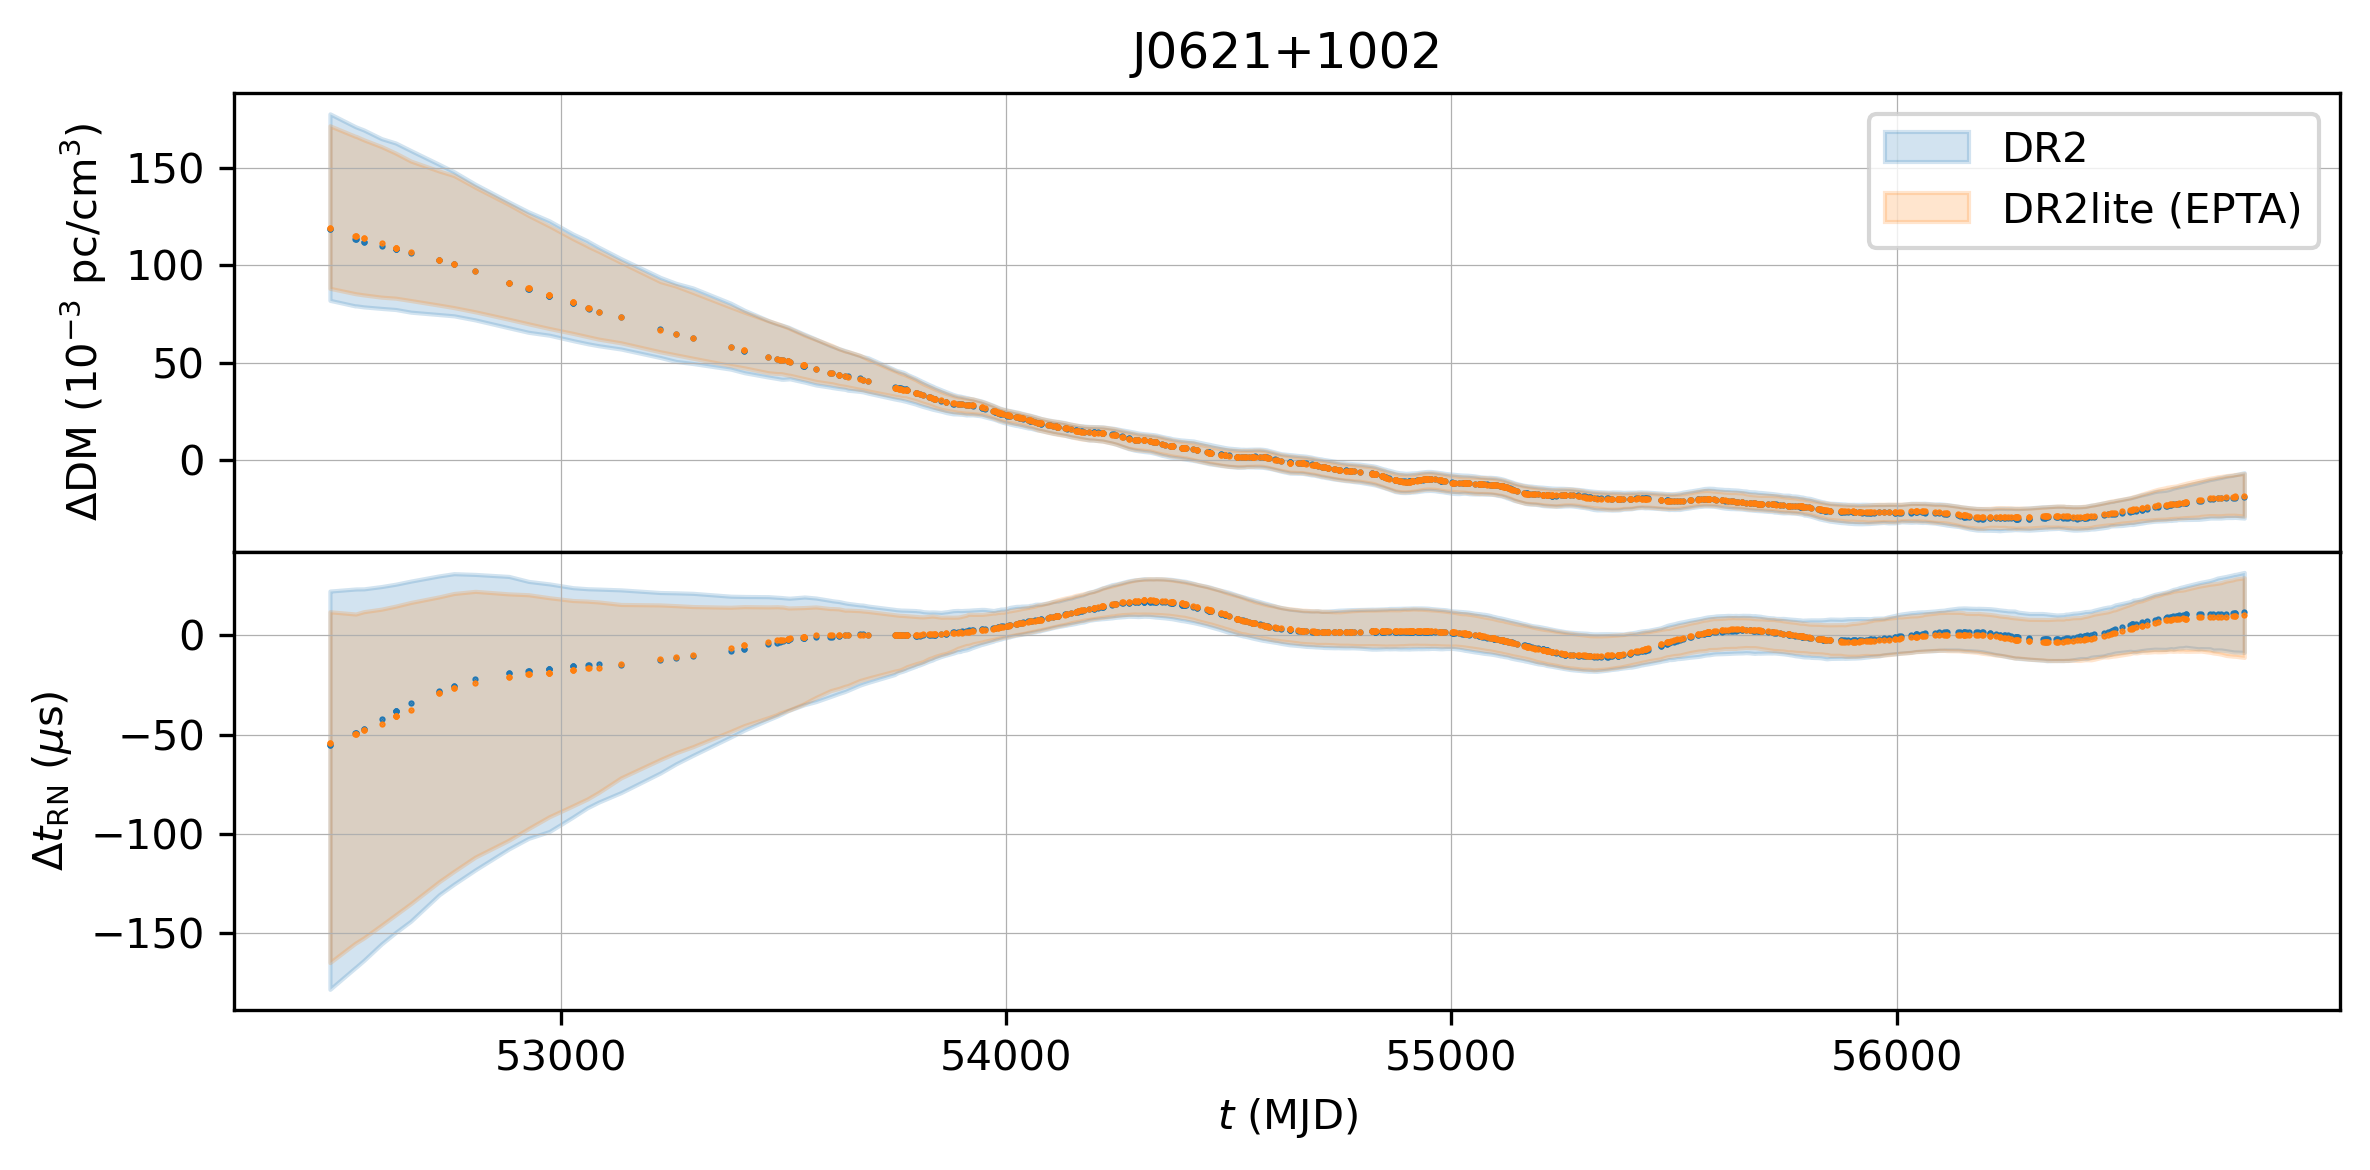 J0621+1002
DR2
DR2lite (EPTA)
ΔDM (10⁻³ pc/cm³)
150
100
50
0
Δt_RN (μs)
0
−50
−100
−150
53000 54000 55000 56000
t (MJD)